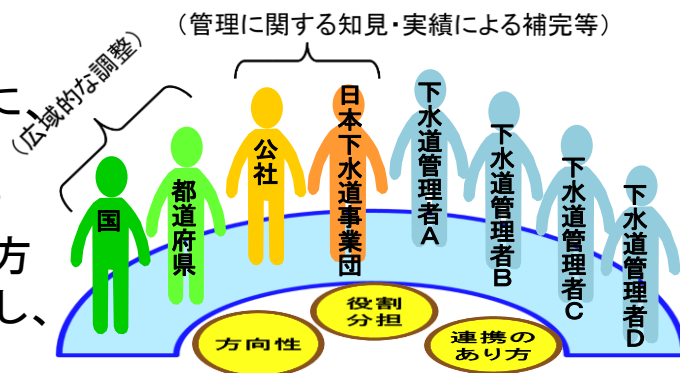 （管理に関する知見・実績による補完等）
（広域的な調整）
に、
方
し、
国
都道府県
公社
日本下水道事業団
下水道管理者A
下水道管理者B
下水道管理者C
下水道管理者D
方向性
役割
分担
連携の
あり方